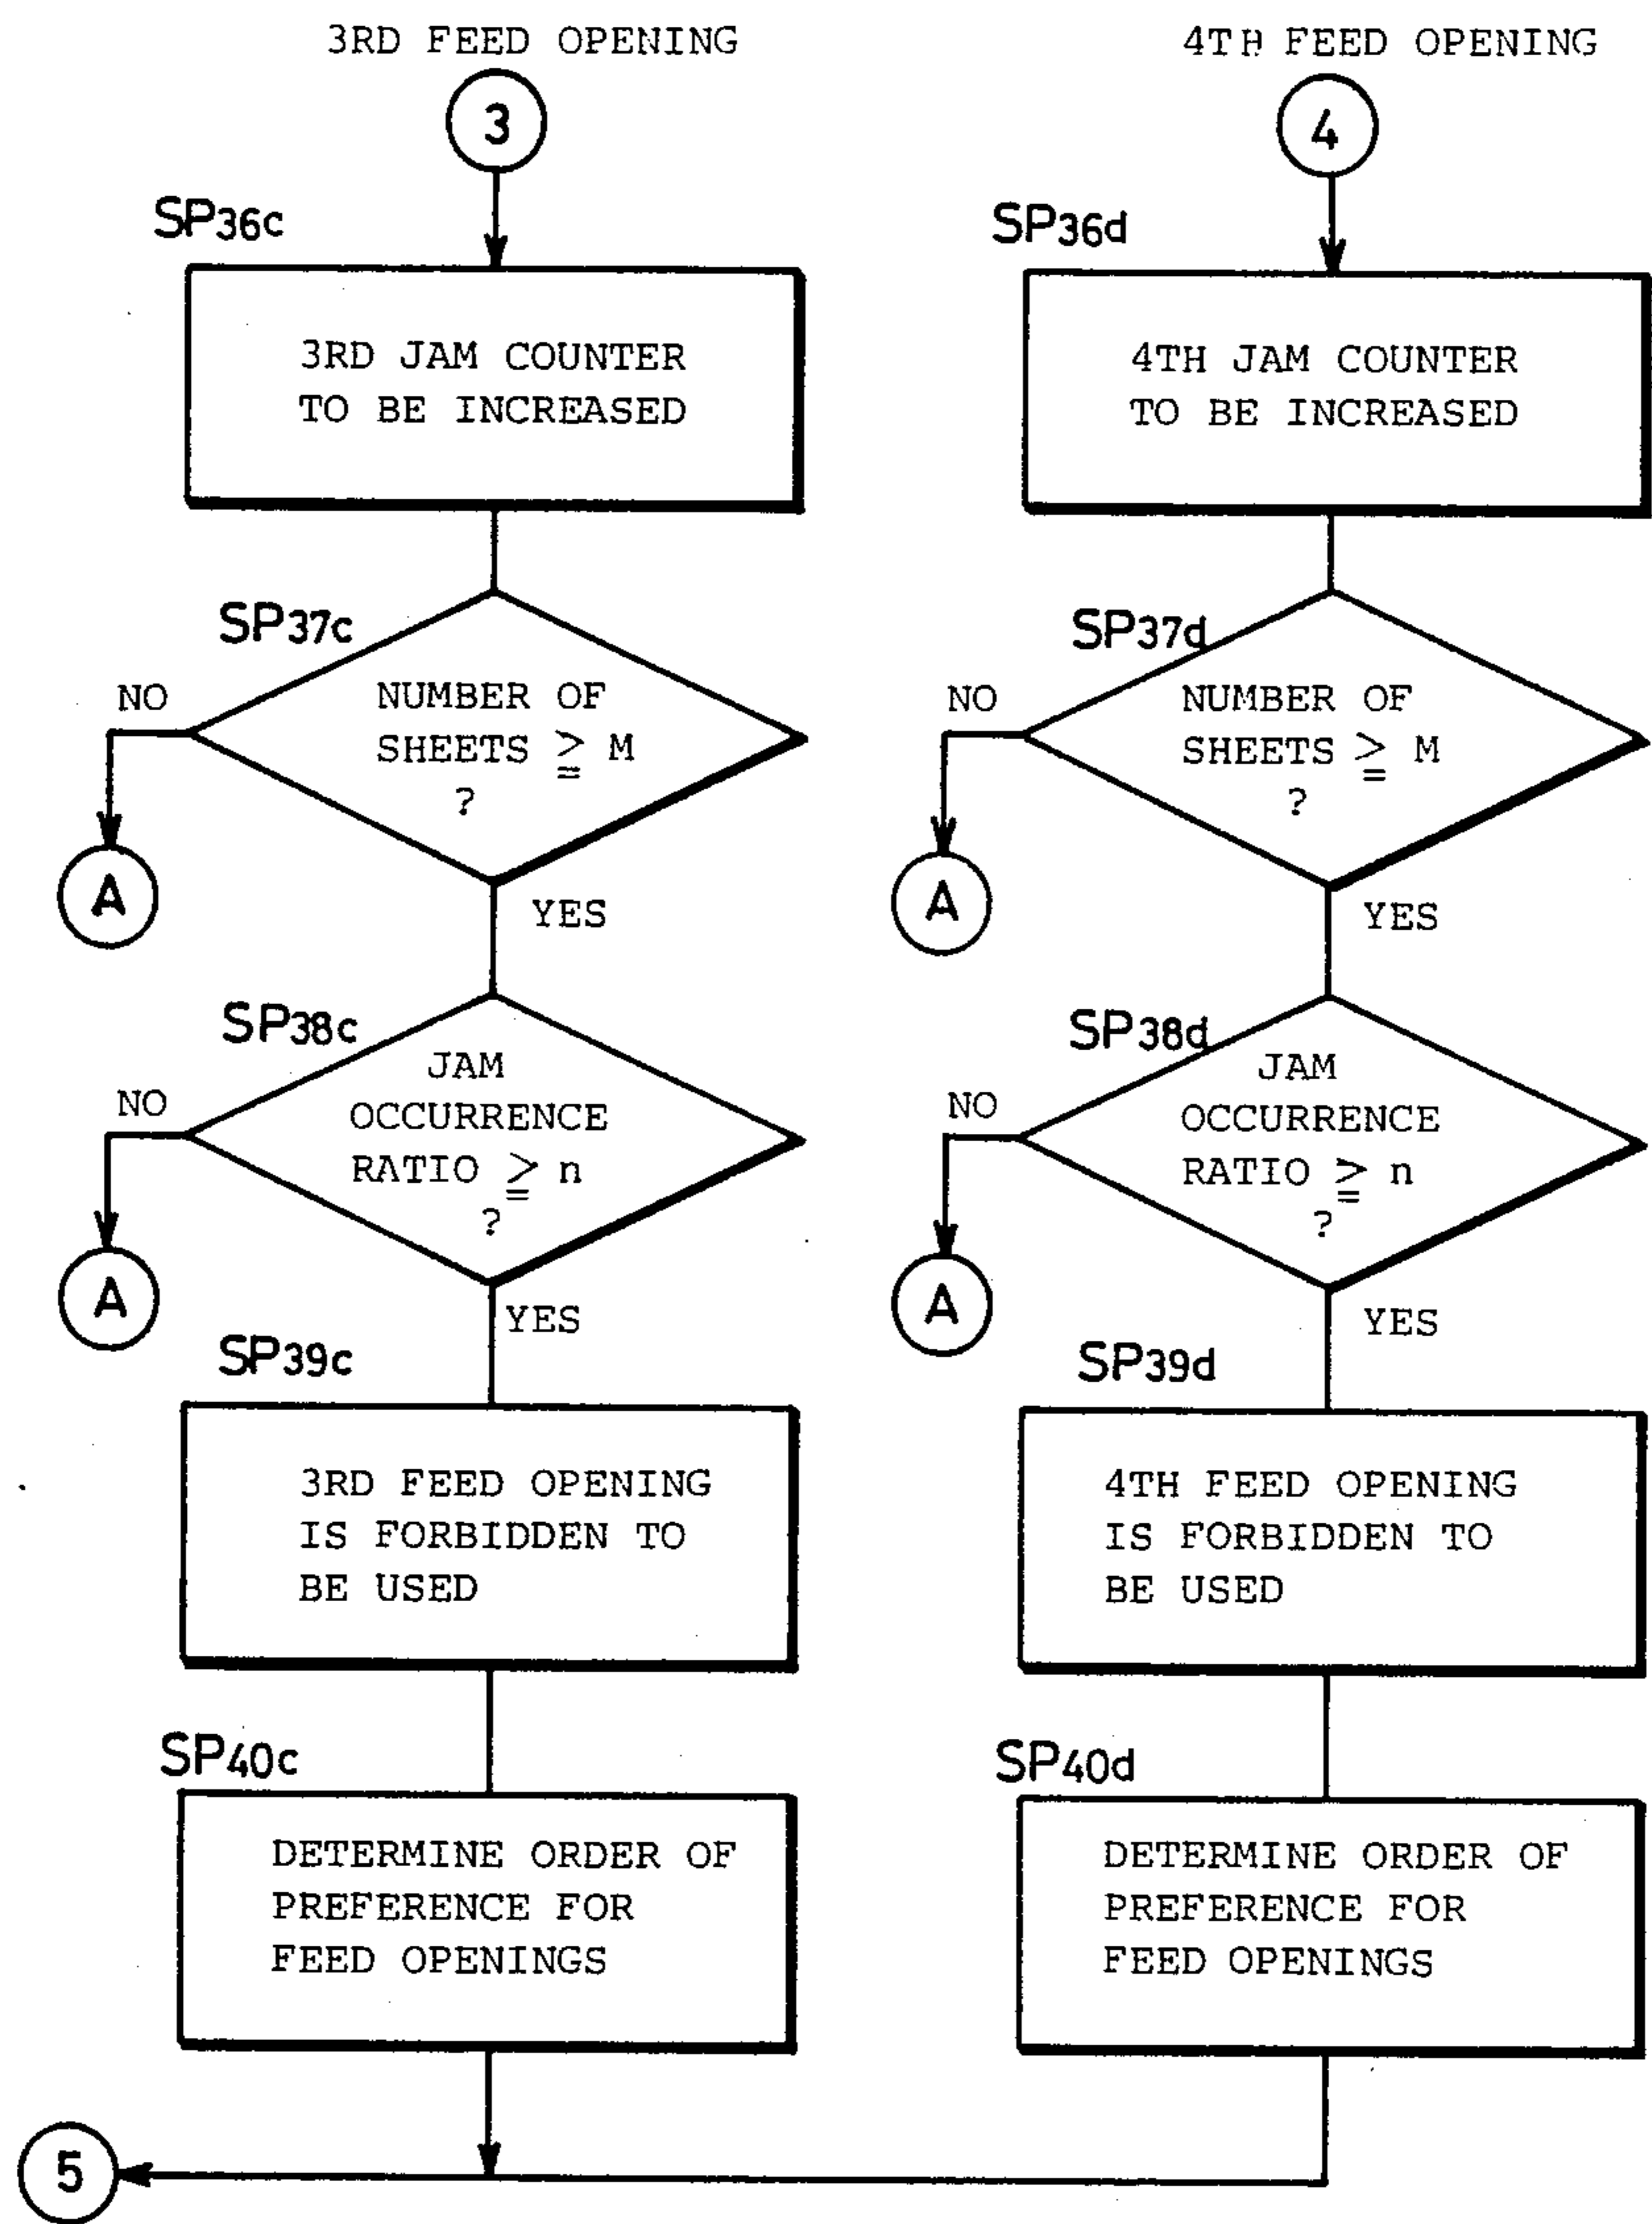 3RD FEED OPENING
3
SP36c
3RD JAM COUNTER
TO BE INCREASED
SP37c
NO
NUMBER OF
SHEETS ≧ M
?
A
YES
SP38c
NO
JAM
OCCURRENCE
RATIO ≧ n
?
A
YES
SP39c
3RD FEED OPENING
IS FORBIDDEN TO
BE USED
SP40c
DETERMINE ORDER OF
PREFERENCE FOR
FEED OPENINGS
4TH FEED OPENING
4
SP36d
4TH JAM COUNTER
TO BE INCREASED
SP37d
NO
NUMBER OF
SHEETS ≧ M
?
A
YES
SP38d
NO
JAM
OCCURRENCE
RATIO ≧ n
?
A
YES
SP39d
4TH FEED OPENING
IS FORBIDDEN TO
BE USED
SP40d
DETERMINE ORDER OF
PREFERENCE FOR
FEED OPENINGS
5